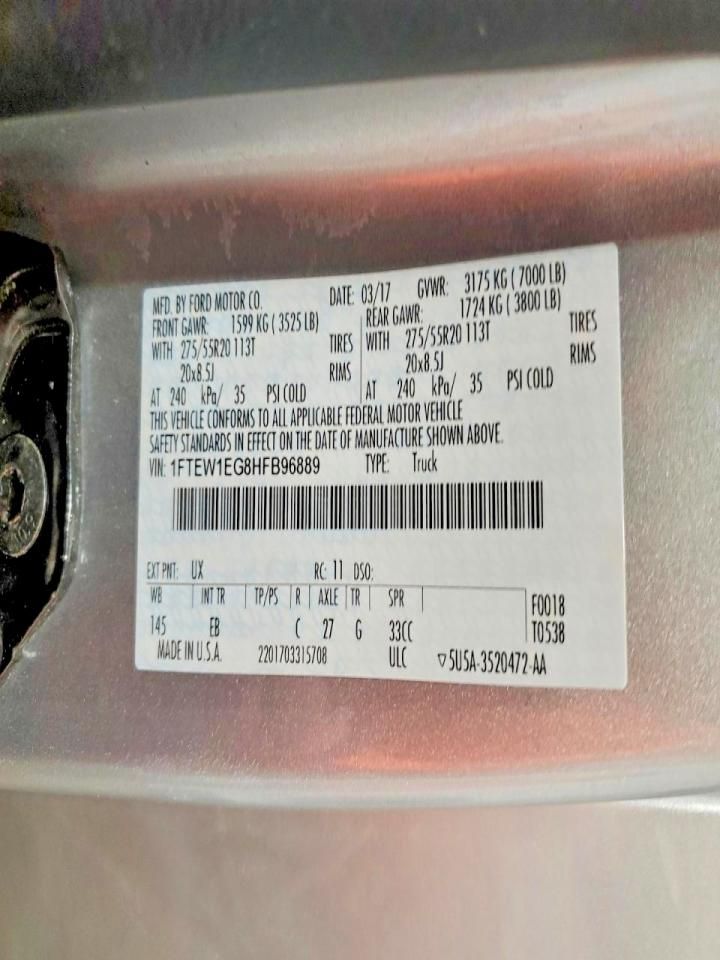 MFD. BY FORD MOTOR CO. DATE: 03/17 GVWR: 3175 KG ( 7000 LB)
FRONT GAWR: 1599 KG ( 3525 LB) REAR GAWR: 1724 KG ( 3800 LB)
WITH 275/55R20 113T TIRES WITH 275/55R20 113T TIRES
20x8.5J RIMS 20x8.5J RIMS
AT 240 kPa/ 35 PSI COLD AT 240 kPa/ 35 PSI COLD
THIS VEHICLE CONFORMS TO ALL APPLICABLE FEDERAL MOTOR VEHICLE
SAFETY STANDARDS IN EFFECT ON THE DATE OF MANUFACTURE SHOWN ABOVE.
VIN: 1FTEW1EG8HFB96889 TYPE: Truck
EXT PNT: UX RC: 11 DSO:
WB INT TR TP/PS R AXLE TR SPR F0018
145 EB C 27 G 33CC T0538
MADE IN U.S.A. 2201703315708 ULC ▽5U5A-3520472-AA